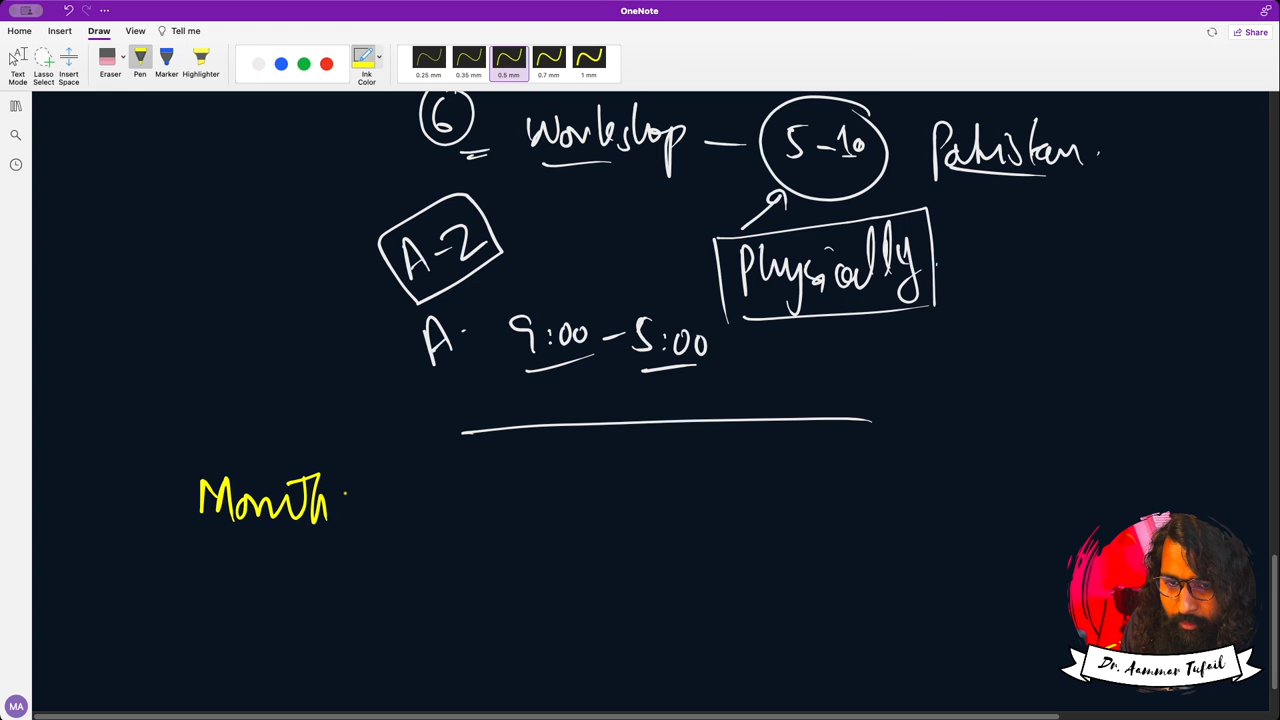 OneNote
Home Insert Draw View Tell me
Share
Text Mode
Lasso Select
Insert Space
Eraser
Pen
Marker
Highlighter
Ink Color
0.25 mm 0.35 mm 0.5 mm 0.7 mm 1 mm
6 Workshop — 5-10 Pakistan.
A-Z
Physically
A. 9:00 - 5:00
Month
Dr. Aammar Tufail
MA